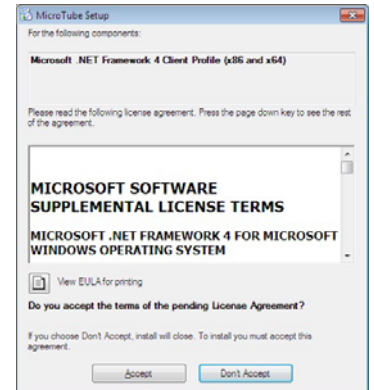 MicroTube Setup
For the following components:
Microsoft .NET Framework 4 Client Profile (x86 and x64)
Please read the following license agreement. Press the page down key to see the rest
of the agreement.
MICROSOFT SOFTWARE
SUPPLEMENTAL LICENSE TERMS
MICROSOFT .NET FRAMEWORK 4 FOR MICROSOFT
WINDOWS OPERATING SYSTEM
View EULA for printing
Do you accept the terms of the pending License Agreement?
If you choose Don't Accept, install will close. To install you must accept this
agreement.
Accept
Don't Accept